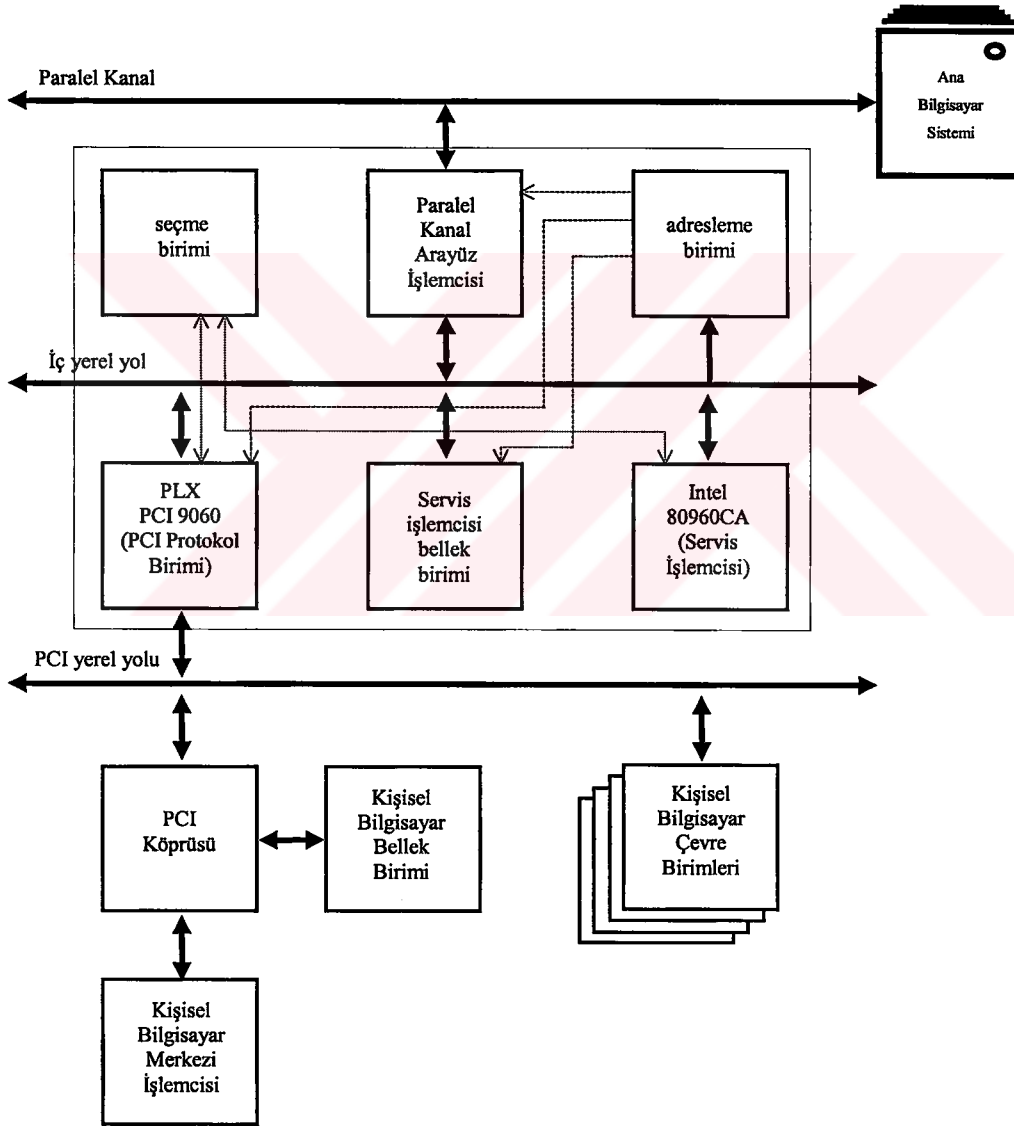 Paralel Kanal
Ana
Bilgisayar
Sistemi
seçme
birimi
Paralel
Kanal
Arayüz
İşlemcisi
adresleme
birimi
İç yerel yol
PLX
PCI 9060
(PCI Protokol
Birimi)
Servis
işlemcisi
bellek
birimi
Intel
80960CA
(Servis
İşlemcisi)
PCI yerel yolu
PCI
Köprüsü
Kişisel
Bilgisayar
Bellek
Birimi
Kişisel
Bilgisayar
Çevre
Birimleri
Kişisel
Bilgisayar
Merkezi
İşlemcisi